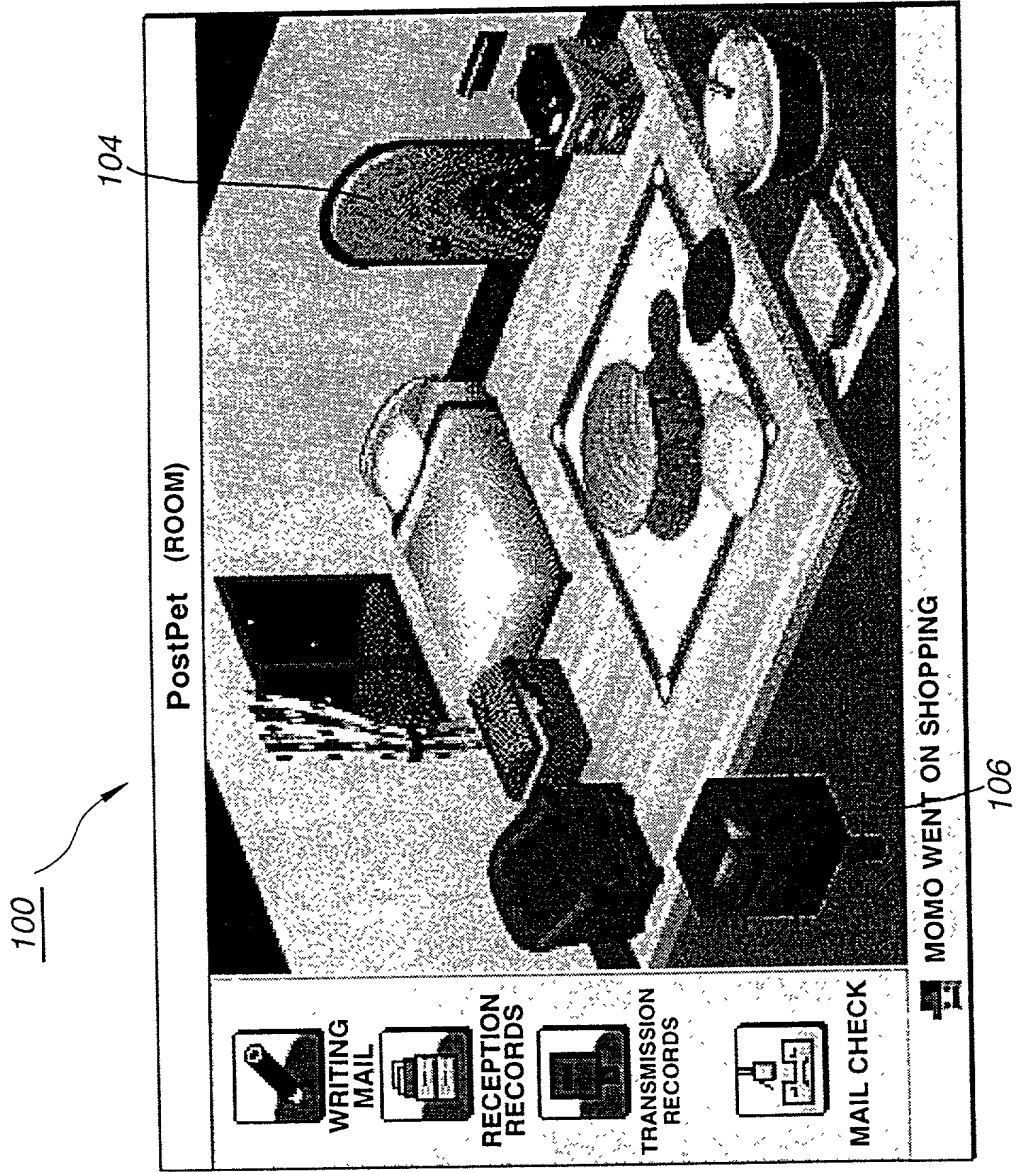 100
PostPet (ROOM)
104
WRITING
MAIL
RECEPTION
RECORDS
TRANSMISSION
RECORDS
MAIL CHECK
MOMO WENT ON SHOPPING
106